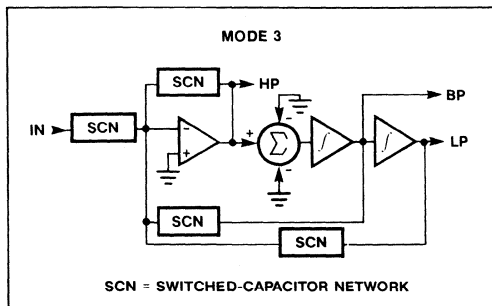 MODE 3
SCN
HP
IN
SCN
-
+
+
-
Σ
-
∫
∫
BP
LP
SCN
SCN
SCN = SWITCHED-CAPACITOR NETWORK